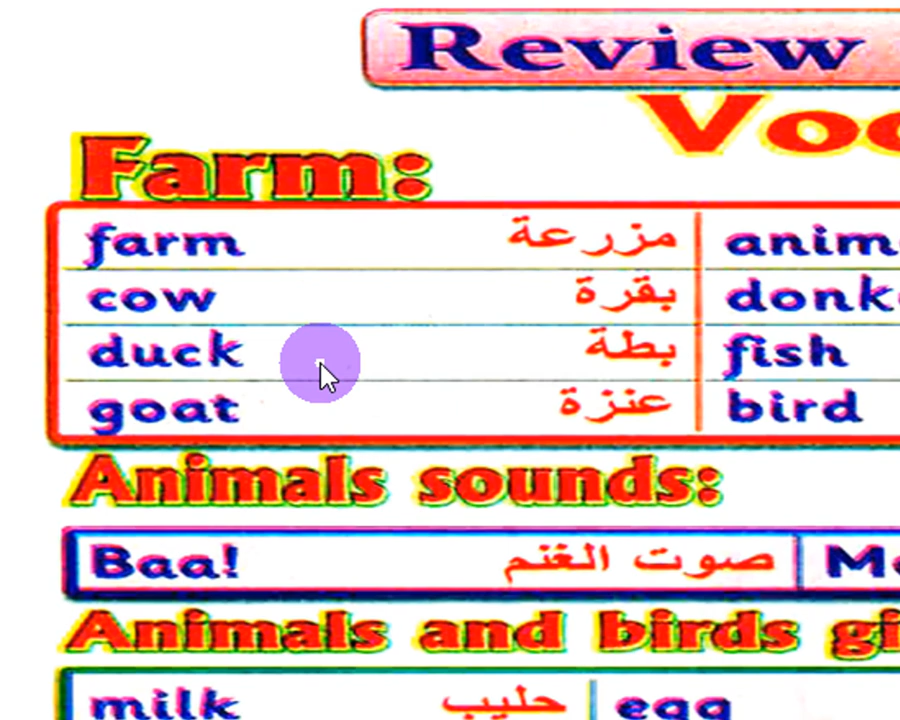 Review
Farm:
farm مزرعة
cow بقرة
duck بطة
fish
goat عنزة
bird
Animals sounds:
Baa! صوت الغنم
Animals and birds
milk حليب
egg